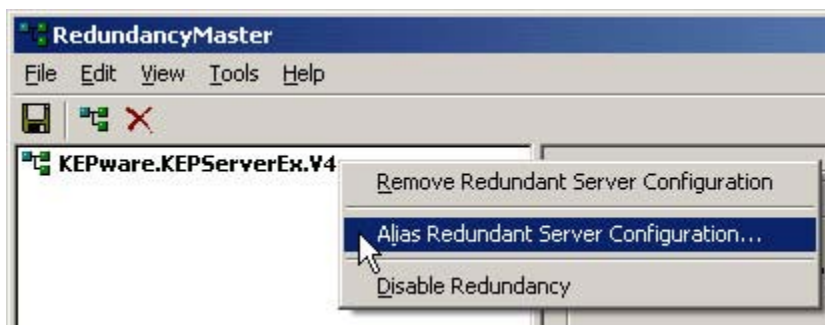 RedundancyMaster
File Edit View Tools Help
KEPware.KEPServerEx.V4
Remove Redundant Server Configuration
Alias Redundant Server Configuration...
Disable Redundancy